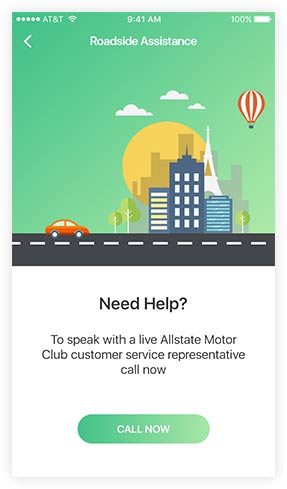 AT&T 9:41 AM 100%
Roadside Assistance
Need Help?
To speak with a live Allstate Motor
Club customer service representative
call now
CALL NOW